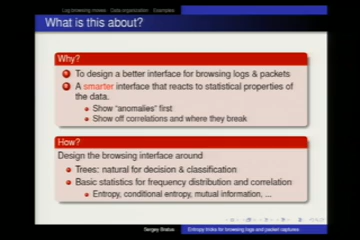 Log browsing moves Data organization Examples
What is this about?
Why?
1 To design a better interface for browsing logs & packets
2 A smarter interface that reacts to statistical properties of
the data.
Show "anomalies" first
Show off correlations and where they break
How?
Design the browsing interface around
Trees: natural for decision & classification
Basic statistics for frequency distribution and correlation
Entropy, conditional entropy, mutual information, ...
Sergey Bratus Entropy tricks for browsing logs and packet captures